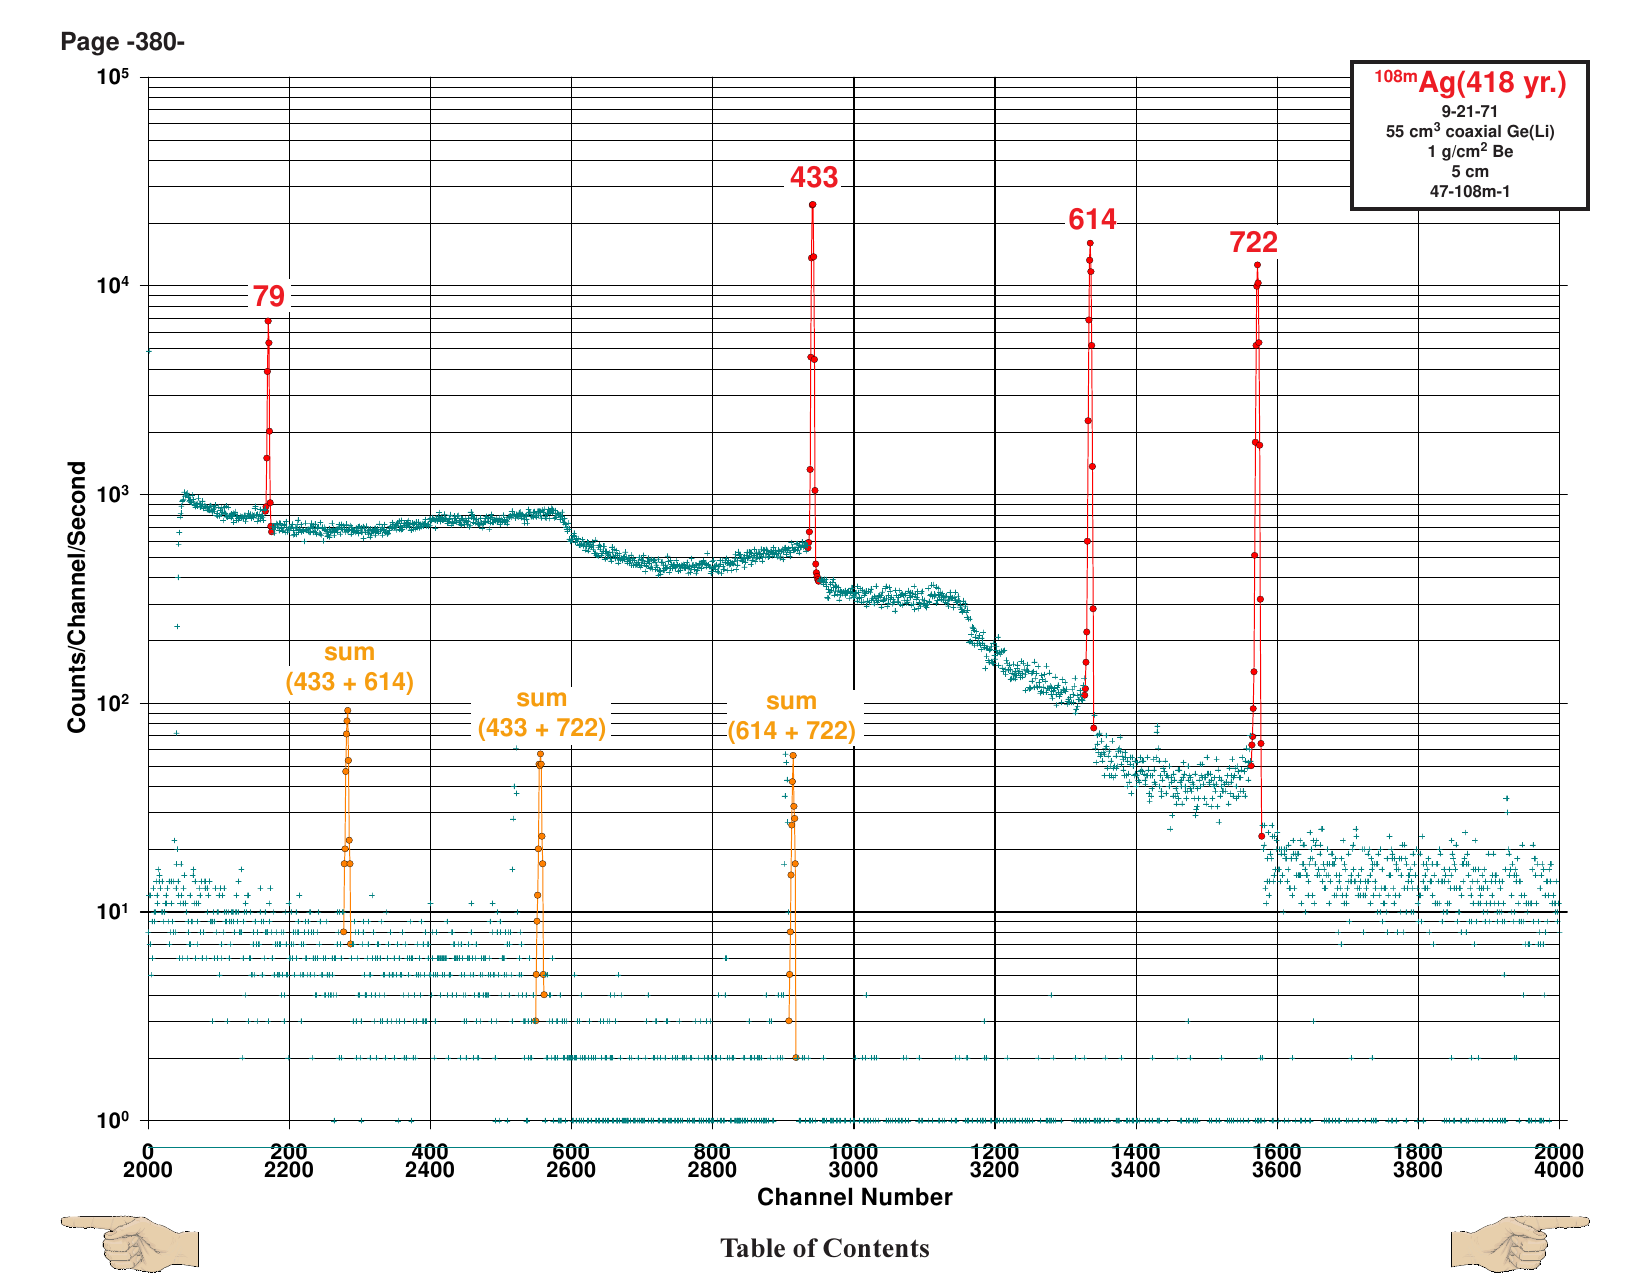 Page -380-
10⁵
10⁴
10³
10²
10¹
10⁰
Counts/Channel/Second
108mAg(418 yr.)
9-21-71
55 cm³ coaxial Ge(Li)
1 g/cm² Be
5 cm
47-108m-1
433
614
722
79
sum
(433 + 614)
sum
(433 + 722)
sum
(614 + 722)
0 200 400 600 800 1000 1200 1400 1600 1800 2000
2000 2200 2400 2600 2800 3000 3200 3400 3600 3800 4000
Channel Number
Table of Contents